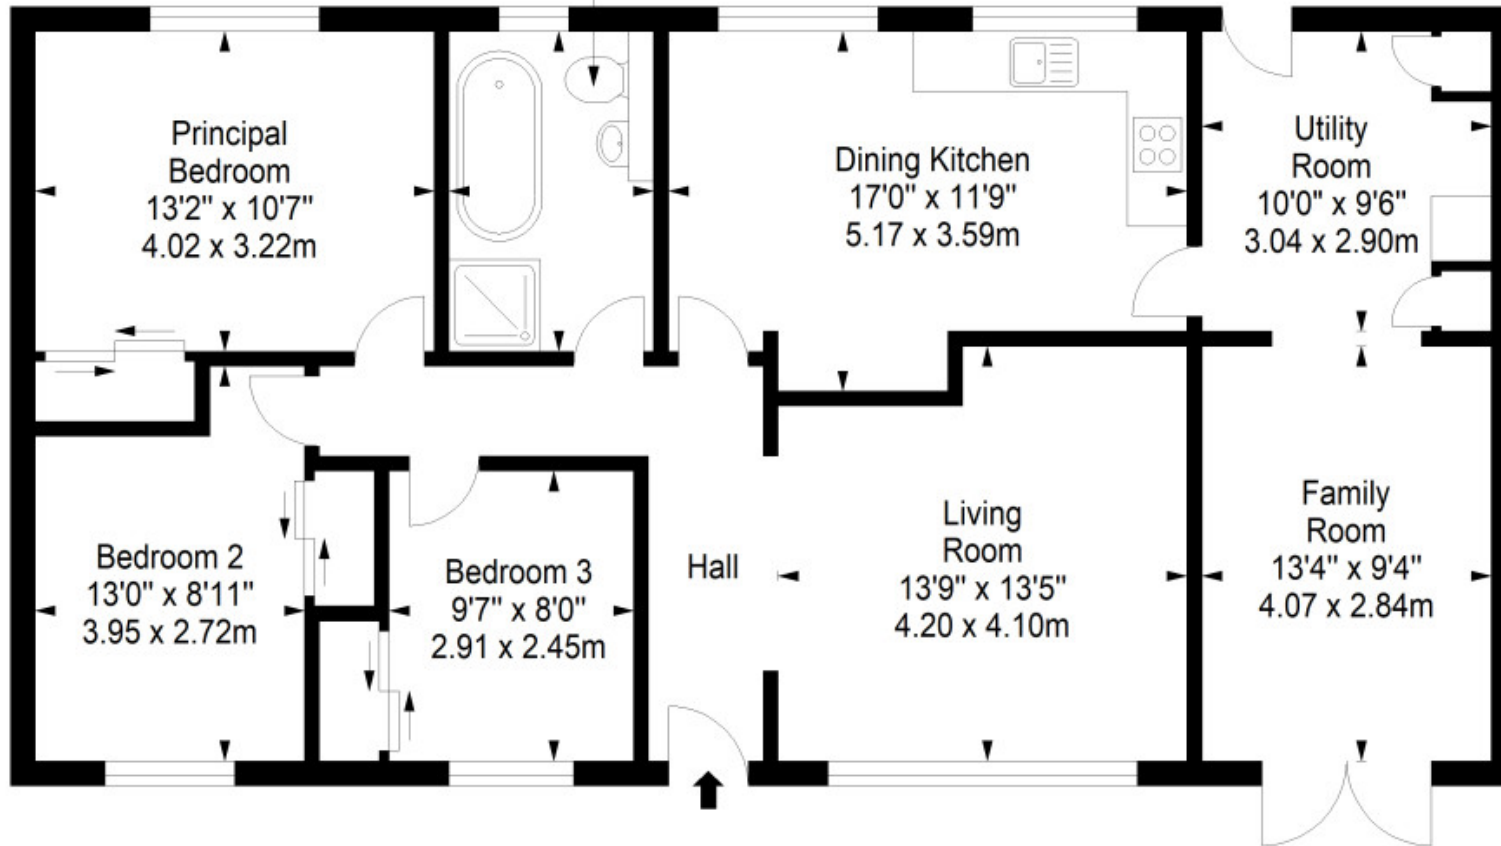 Principal
Bedroom
13'2" x 10'7"
4.02 x 3.22m
Dining Kitchen
17'0" x 11'9"
5.17 x 3.59m
Utility
Room
10'0" x 9'6"
3.04 x 2.90m
Bedroom 2
13'0" x 8'11"
3.95 x 2.72m
Bedroom 3
9'7" x 8'0"
2.91 x 2.45m
Hall
Living
Room
13'9" x 13'5"
4.20 x 4.10m
Family
Room
13'4" x 9'4"
4.07 x 2.84m